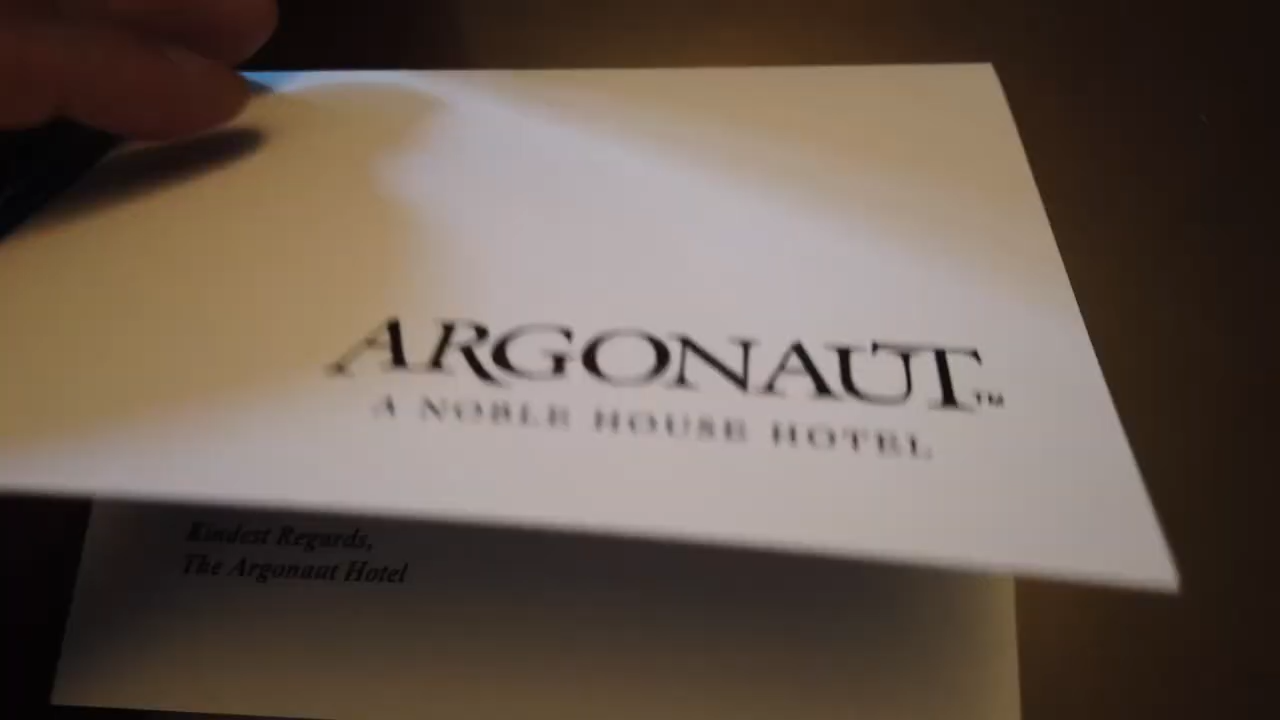 ARGONAUT™
A NOBLE HOUSE HOTEL
Kindest Regards,
The Argonaut Hotel